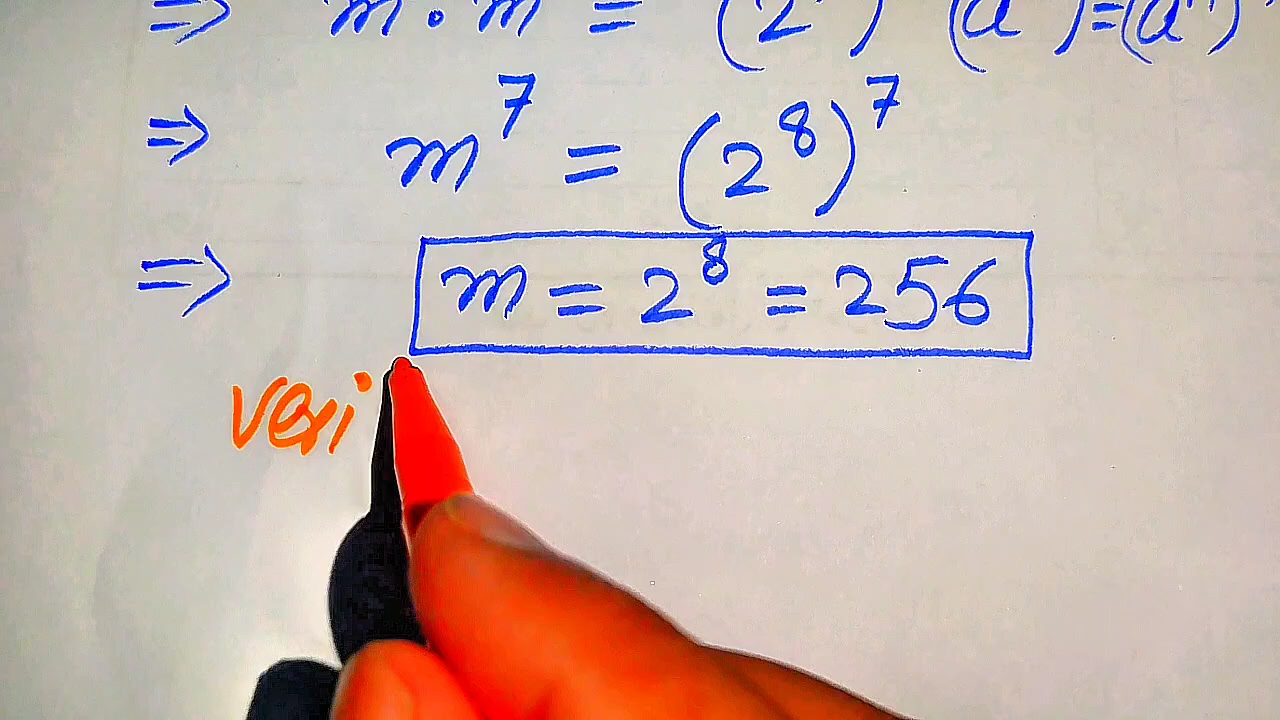 ⇒ m⁷ = (2⁸)⁷
⇒ m = 2⁸ = 256
Veri